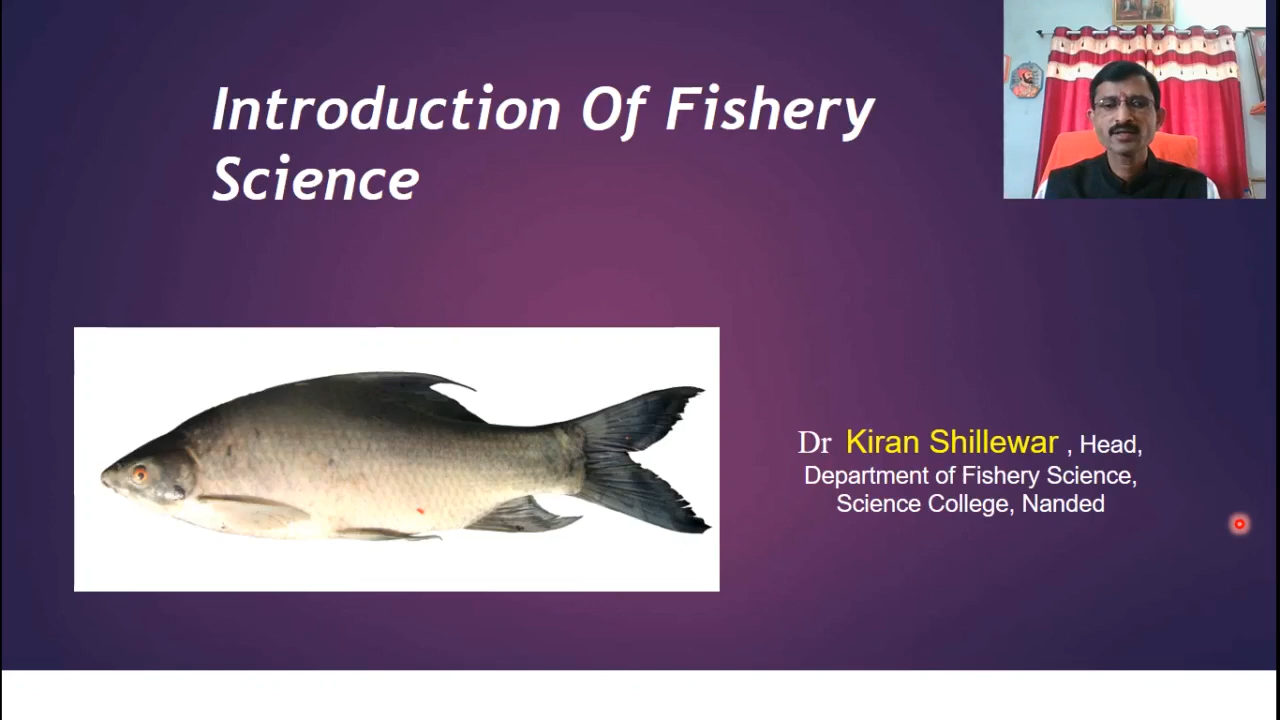 Introduction Of Fishery
Science
Dr Kiran Shillewar , Head,
Department of Fishery Science,
Science College, Nanded